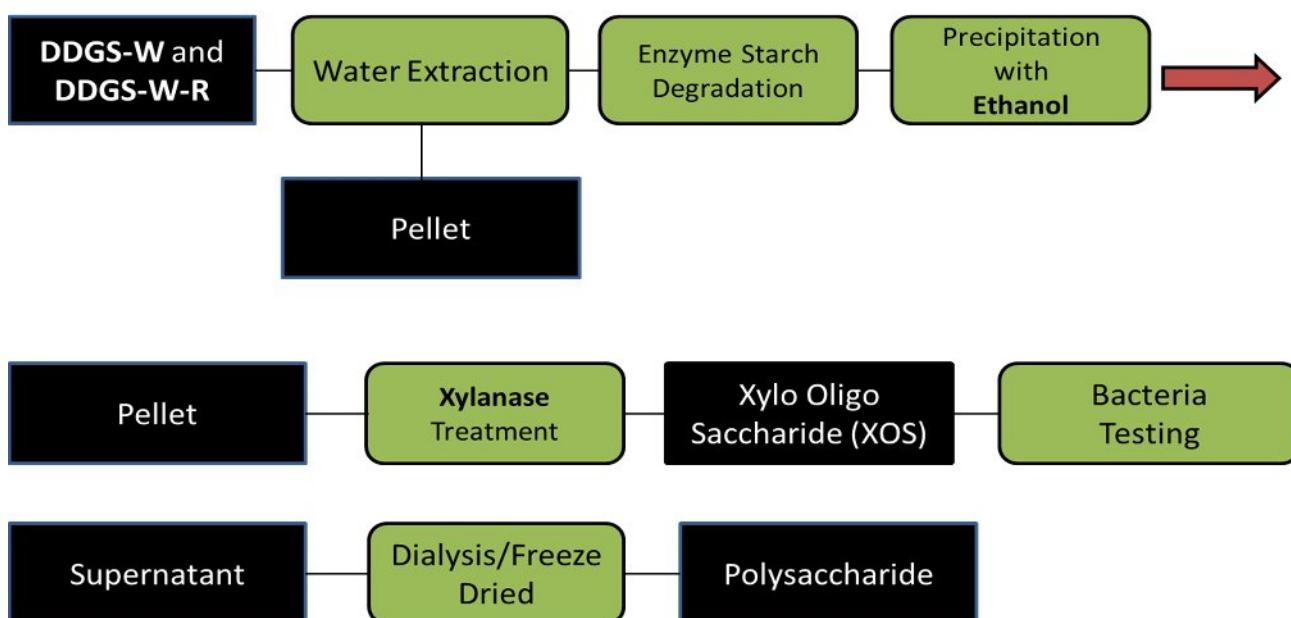 DDGS-W and
DDGS-W-R
Water Extraction
Enzyme Starch
Degradation
Precipitation
with
Ethanol
Pellet
Pellet
Xylanase
Treatment
Xylo Oligo
Saccharide (XOS)
Bacteria
Testing
Supernatant
Dialysis/Freeze
Dried
Polysaccharide